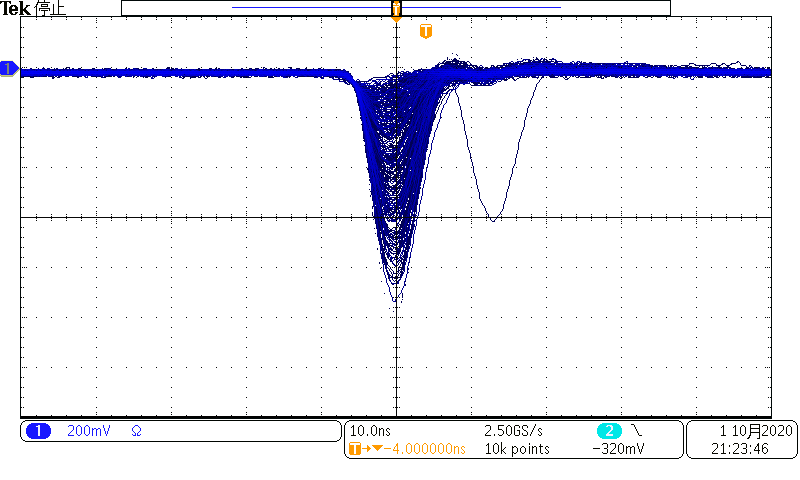 Tek 停止
T
T
1
1 200mV Ω
10.0ns 2.50GS/s 2
T→▼-4.000000ns 10k points -320mV
1 10月2020
21:23:46